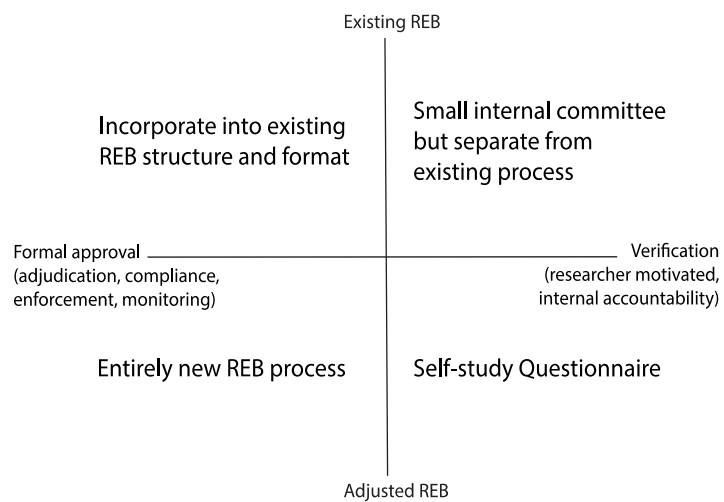 Existing REB
Incorporate into existing
REB structure and format
Small internal committee
but separate from
existing process
Formal approval
(adjudication, compliance,
enforcement, monitoring)
Verification
(researcher motivated,
internal accountability)
Entirely new REB process
Self-study Questionnaire
Adjusted REB